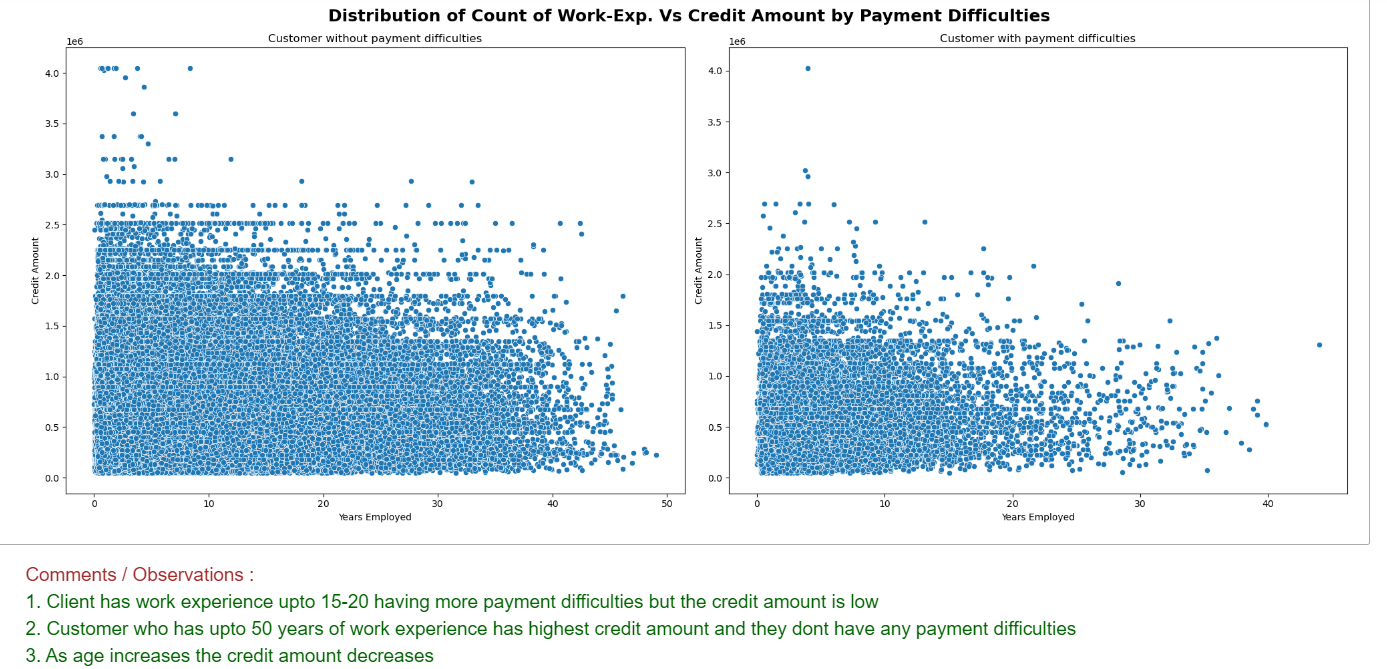 Distribution of Count of Work-Exp. Vs Credit Amount by Payment Difficulties
Customer without payment difficulties
1e6
4.0
3.5
3.0
2.5
2.0
1.5
1.0
0.5
0.0
Credit Amount
0 10 20 30 40 50
Years Employed
Customer with payment difficulties
1e6
4.0
3.5
3.0
2.5
2.0
1.5
1.0
0.5
0.0
Credit Amount
0 10 20 30 40
Years Employed
Comments / Observations :
1. Client has work experience upto 15-20 having more payment difficulties but the credit amount is low
2. Customer who has upto 50 years of work experience has highest credit amount and they dont have any payment difficulties
3. As age increases the credit amount decreases